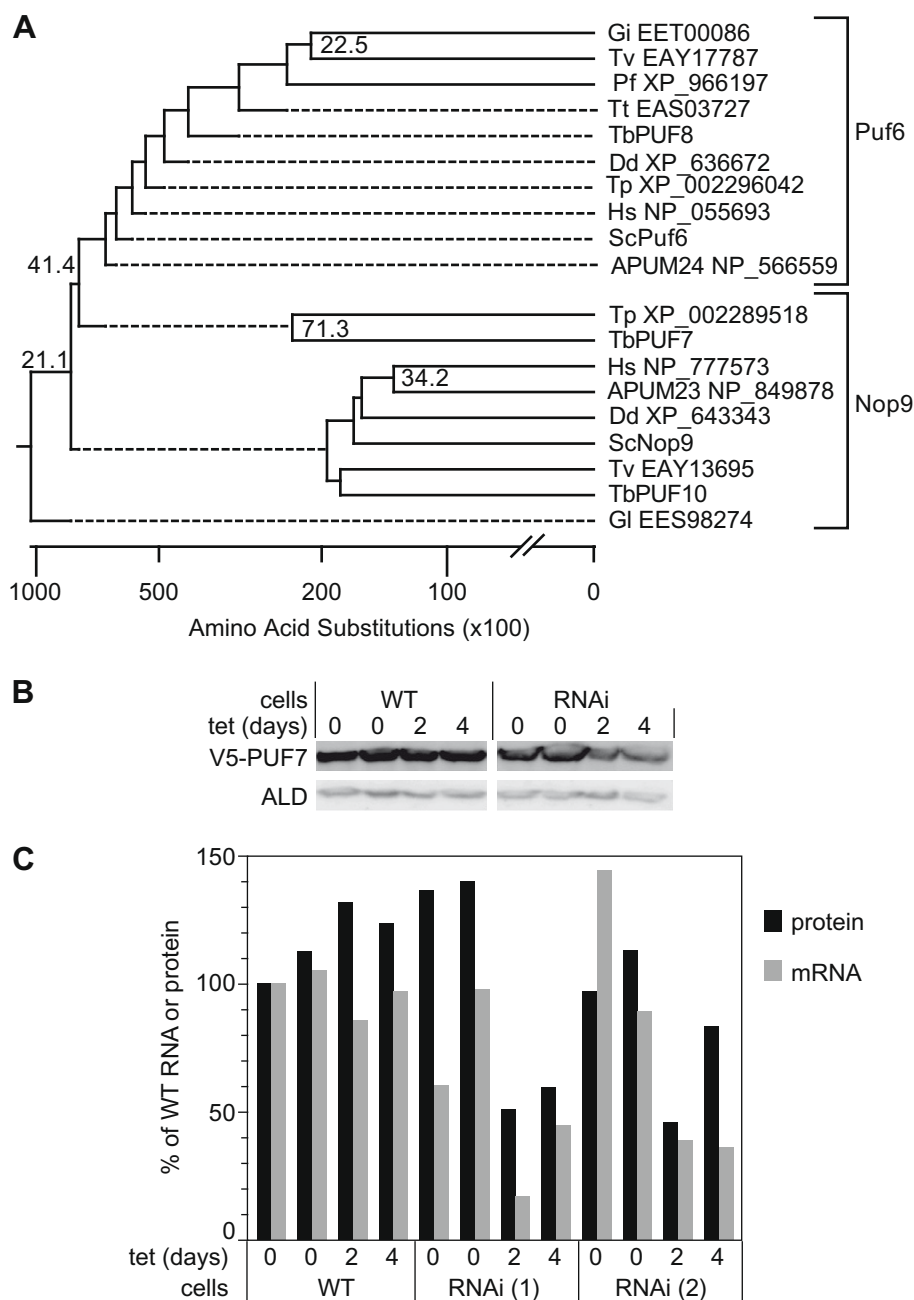 A
22.5
Gi EET00086
Tv EAY17787
Pf XP_966197
Tt EAS03727
TbPUF8
Dd XP_636672
Tp XP_002296042
Hs NP_055693
ScPuf6
APUM24 NP_566559
Puf6
41.4
Tp XP_002289518
71.3
TbPUF7
21.1
Hs NP_777573
34.2
APUM23 NP_849878
Dd XP_643343
ScNop9
Tv EAY13695
TbPUF10
Gl EES98274
Nop9
1000 500 200 100 0
Amino Acid Substitutions (x100)
B
cells WT RNAi
tet (days) 0 0 2 4 0 0 2 4
V5-PUF7
ALD
C
150
100
50
0
% of WT RNA or protein
protein
mRNA
tet (days) 0 0 2 4 0 0 2 4 0 0 2 4
cells WT RNAi (1) RNAi (2)